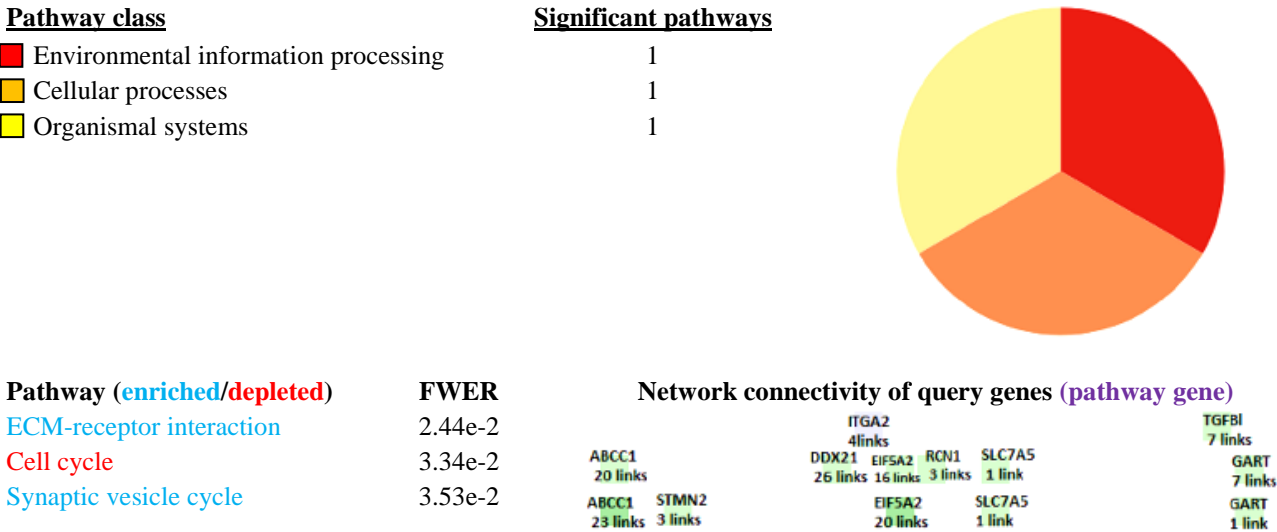 Pathway class Significant pathways
Environmental information processing 1
Cellular processes 1
Organismal systems 1
Pathway (enriched/depleted) FWER Network connectivity of query genes (pathway gene)
ECM-receptor interaction 2.44e-2 ITGA2 TGFBI
4links 7 links
Cell cycle 3.34e-2 ABCC1 DDX21 EIF5A2 RCN1 SLC7A5 GART
20 links 26 links 16 links 3 links 1 link 7 links
Synaptic vesicle cycle 3.53e-2 ABCC1 STMN2 EIF5A2 SLC7A5 GART
23 links 3 links 20 links 1 link 1 link